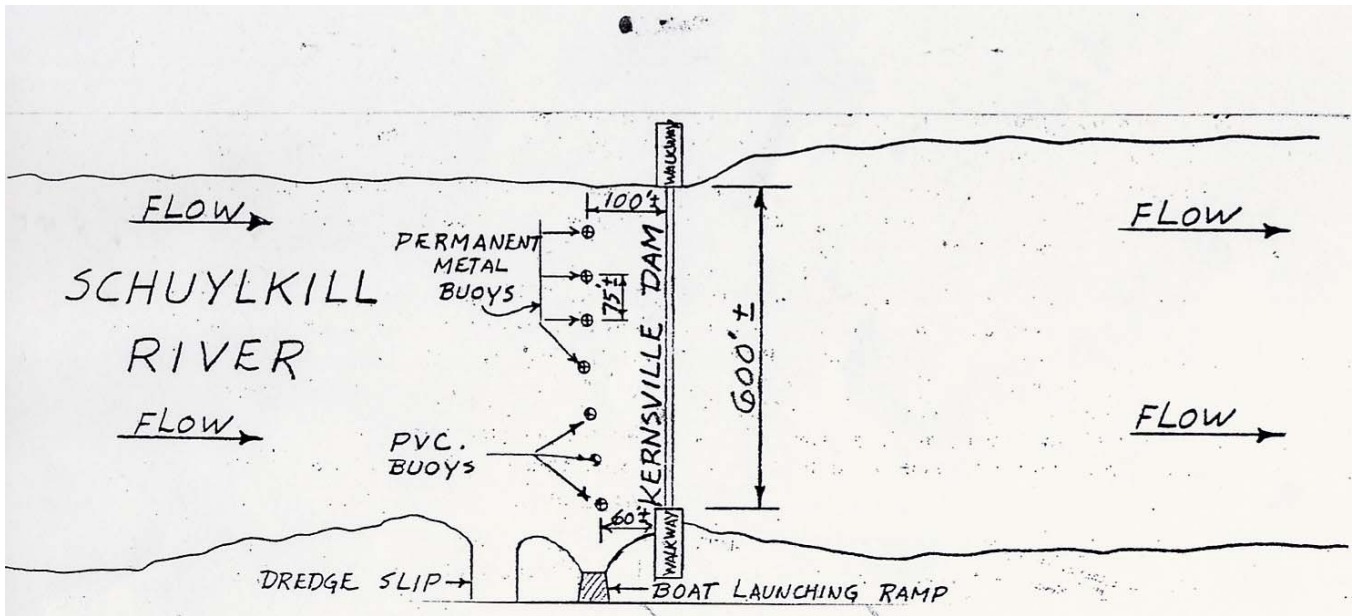 WALKWAY
100'±
FLOW
FLOW
PERMANENT
METAL
BUOYS
75'±
SCHUYLKILL
RIVER
KERNSVILLE DAM
600' ±
FLOW
FLOW
PVC.
BUOYS
60'±
WALKWAY
DREDGE SLIP
BOAT LAUNCHING RAMP